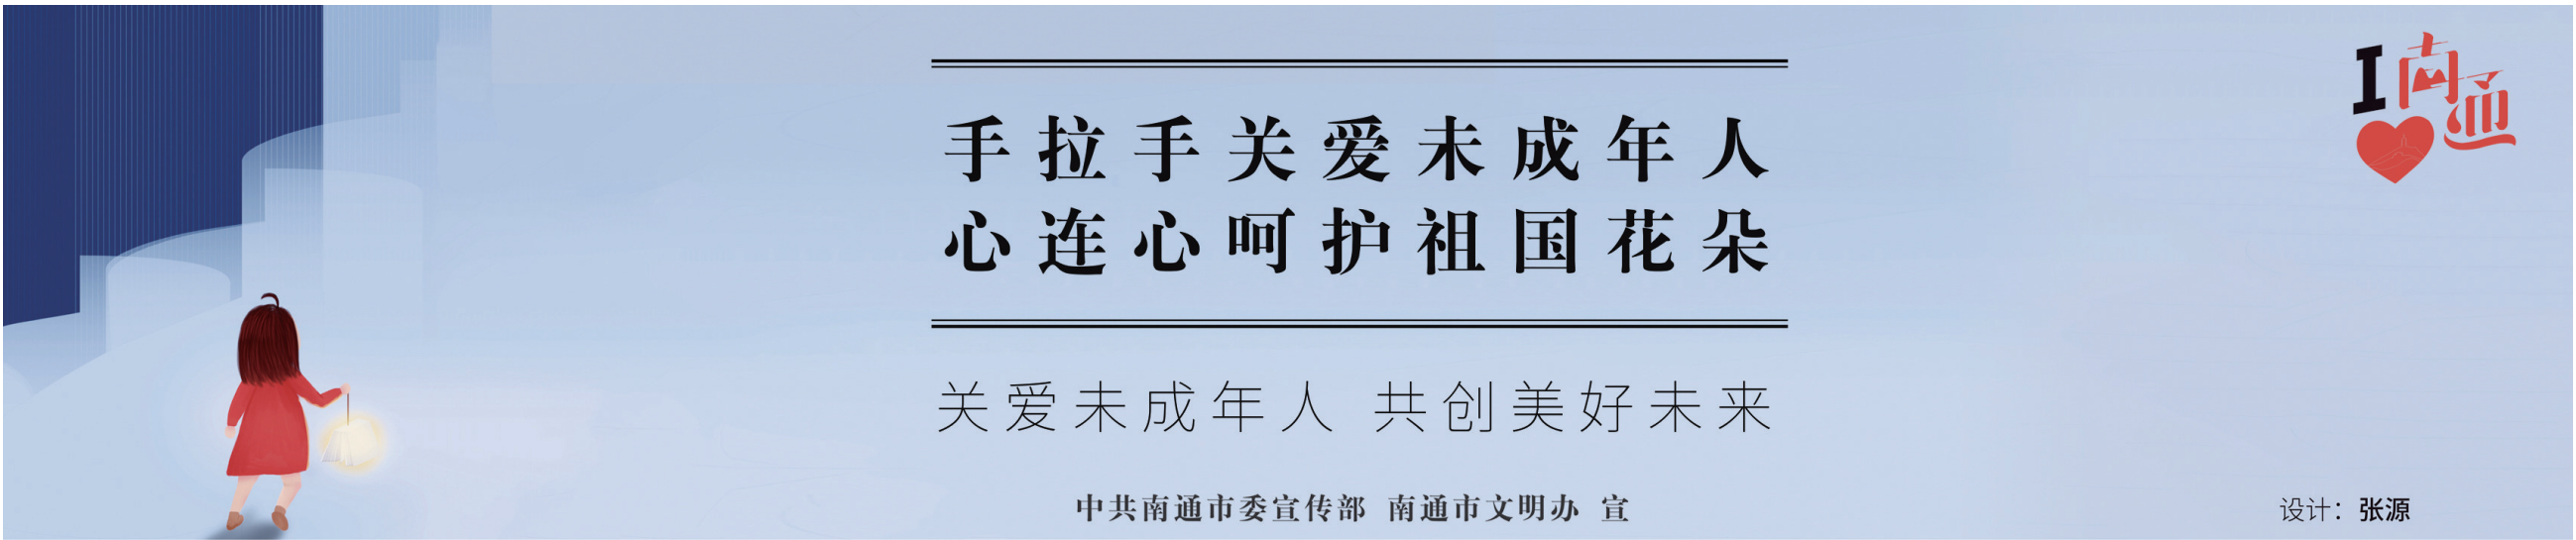 I 南通
手拉手关爱未成年人
心连心呵护祖国花朵
关爱未成年人 共创美好未来
中共南通市委宣传部 南通市文明办 宣
设计：张源